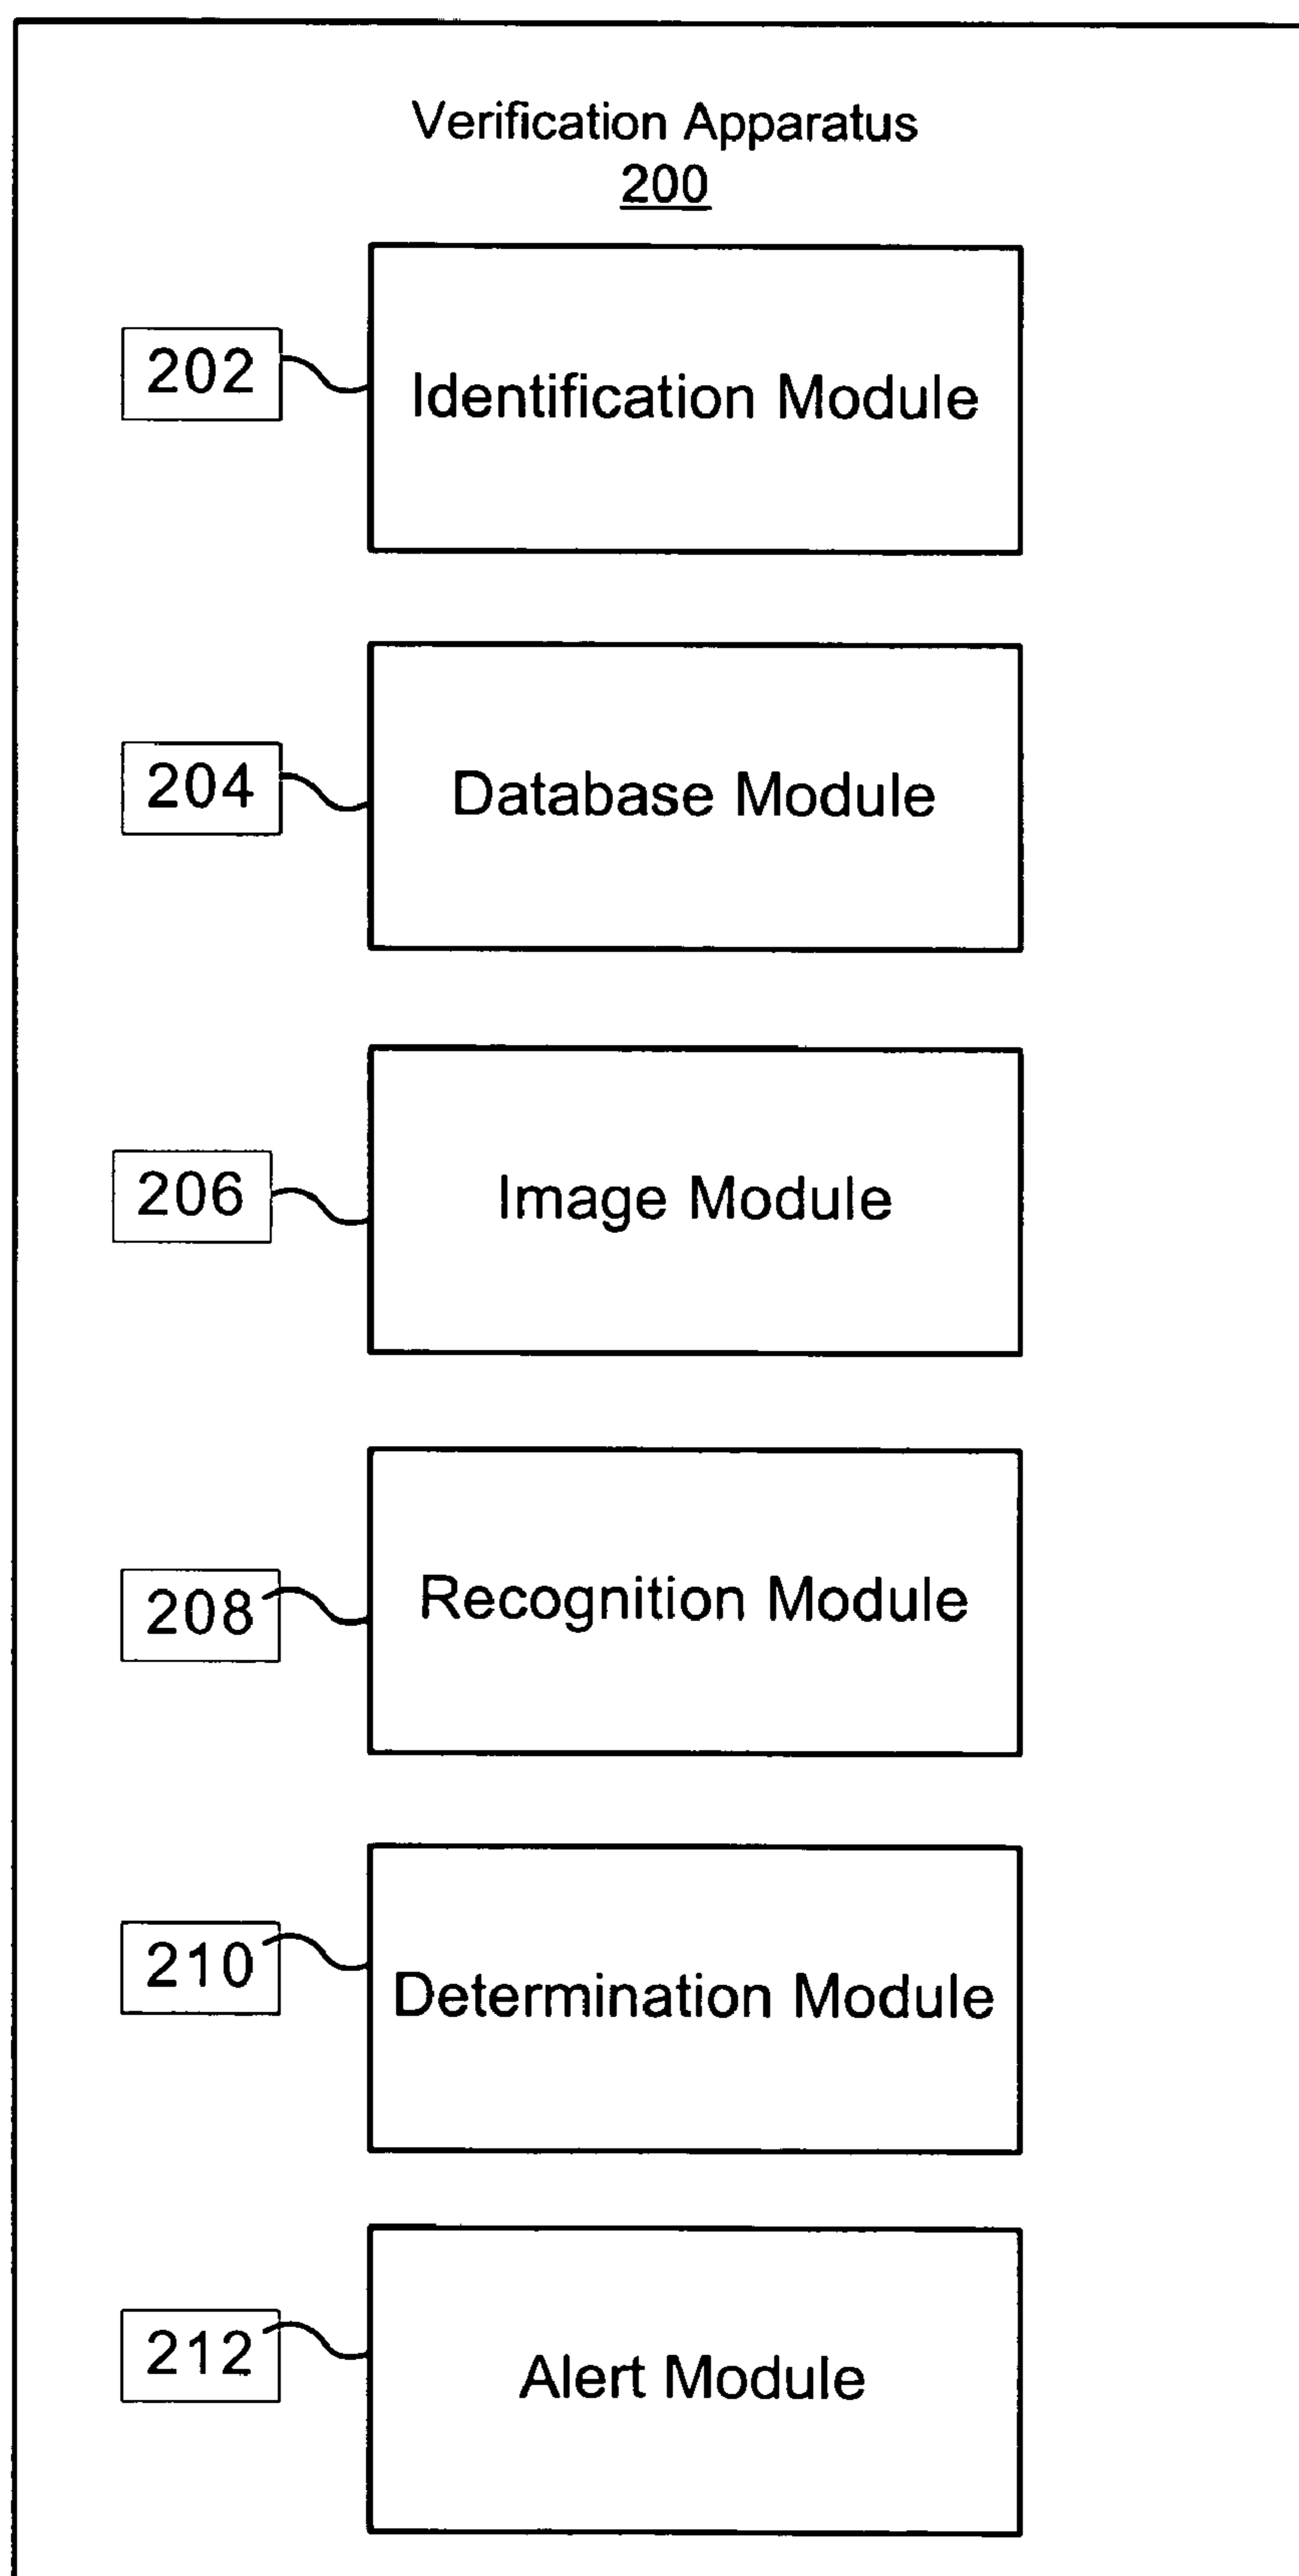 Verification Apparatus
200
202
Identification Module
204
Database Module
206
Image Module
208
Recognition Module
210
Determination Module
212
Alert Module